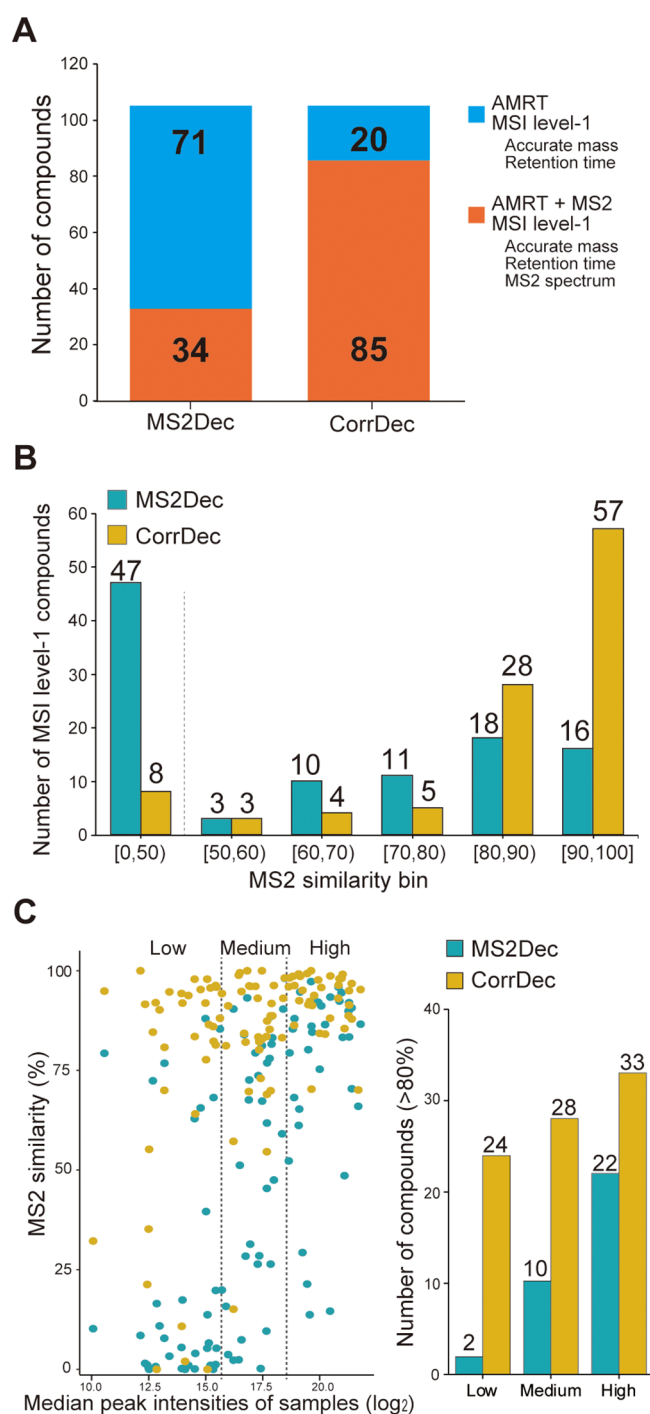 A
120
100
80
60
40
20
0
Number of compounds
71
34
20
85
MS2Dec
CorrDec
AMRT
MSI level-1
Accurate mass
Retention time
AMRT + MS2
MSI level-1
Accurate mass
Retention time
MS2 spectrum
B
MS2Dec
CorrDec
60
50
40
30
20
10
0
Number of MSI level-1 compounds
47
8
3
3
10
4
11
5
18
28
16
57
[0,50)
[50,60)
[60,70)
[70,80)
[80,90)
[90,100]
MS2 similarity bin
C
Low
Medium
High
100
75
50
25
0
MS2 similarity (%)
10.0
12.5
15.0
17.5
20.0
Median peak intensities of samples (log2)
MS2Dec
CorrDec
40
30
20
10
0
Number of compounds (>80%)
2
24
10
28
22
33
Low
Medium
High